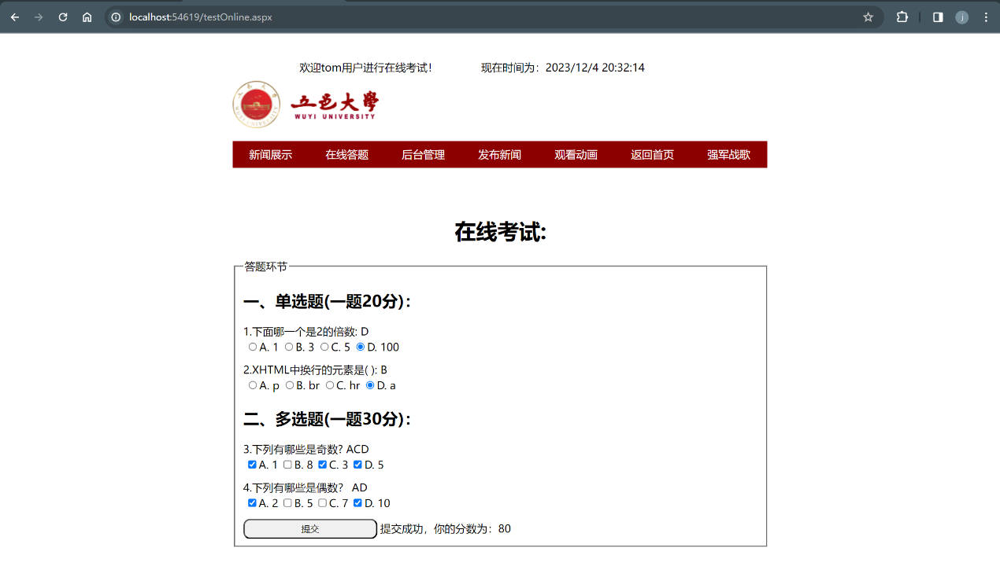 localhost:54619/testOnline.aspx
j
欢迎tom用户进行在线考试! 现在时间为：2023/12/4 20:32:14
五邑大學
WUYI UNIVERSITY
新闻展示 在线答题 后台管理 发布新闻 观看动画 返回首页 强军战歌
在线考试:
答题环节
一、单选题(一题20分)：
1.下面哪一个是2的倍数: D
A. 1 B. 3 C. 5 D. 100
2.XHTML中换行的元素是( ): B
A. p B. br C. hr D. a
二、多选题(一题30分)：
3.下列有哪些是奇数? ACD
A. 1 B. 8 C. 3 D. 5
4.下列有哪些是偶数? AD
A. 2 B. 5 C. 7 D. 10
提交 提交成功，你的分数为：80